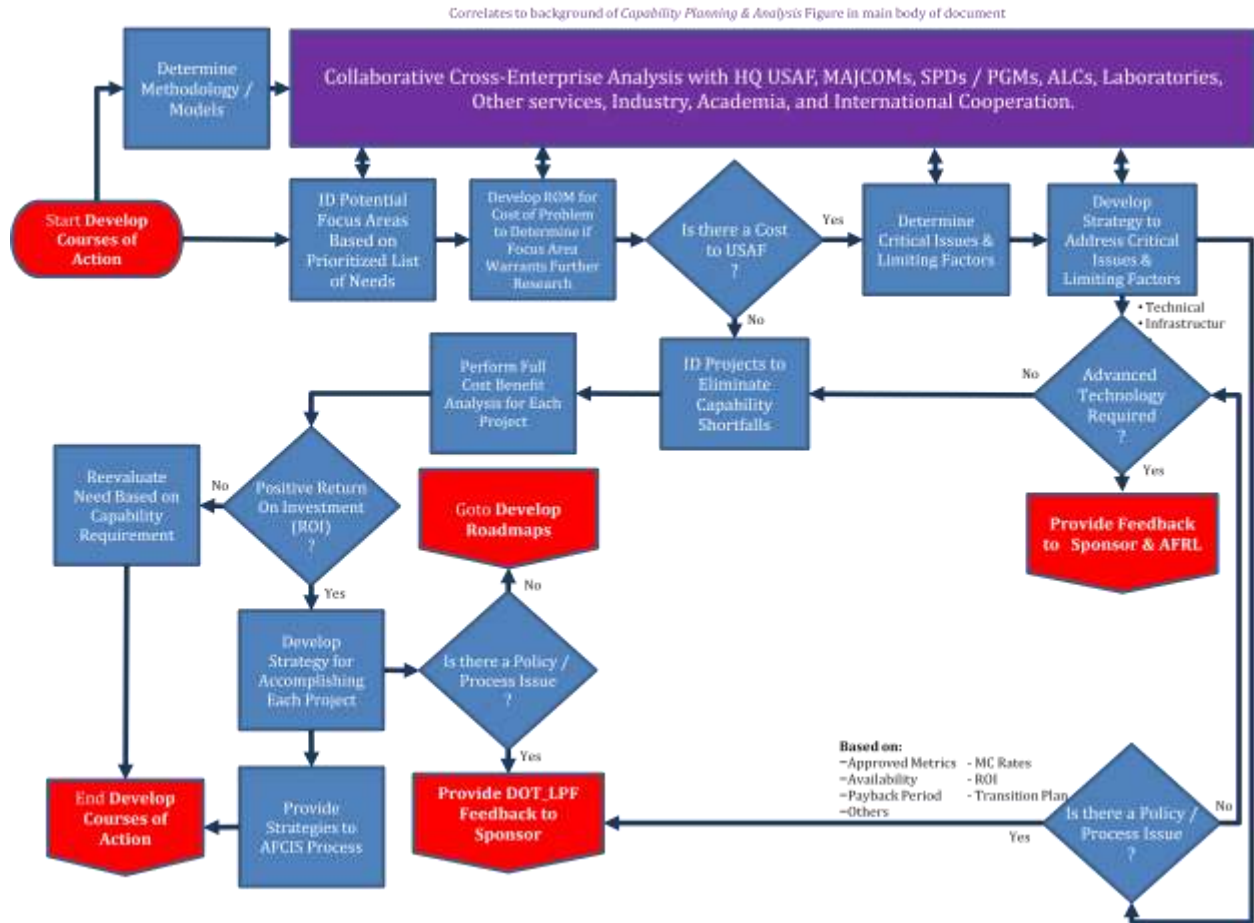 Correlates to background of Capability Planning & Analysis Figure in main body of document
Determine
Methodology /
Models
Collaborative Cross-Enterprise Analysis with HQ USAF, MAJCOMs, SPDs / PGMs, ALCs, Laboratories,
Other services, Industry, Academia, and International Cooperation.
Start Develop
Courses of
Action
ID Potential
Focus Areas
Based on
Prioritized List
of Needs
Develop ROM for
Cost of Problem
to Determine if
Focus Area
Warrants Further
Research
Is there a Cost
to USAF
?
Yes
No
Determine
Critical Issues &
Limiting Factors
Develop
Strategy to
Address Critical
Issues &
Limiting Factors
• Technical
• Infrastructur
Advanced
Technology
Required
?
No
Yes
ID Projects to
Eliminate
Capability
Shortfalls
Perform Full
Cost Benefit
Analysis for Each
Project
Positive Return
On Investment
(ROI)
?
No
Yes
Reevaluate
Need Based on
Capability
Requirement
Goto Develop
Roadmaps
Provide Feedback
to Sponsor & AFRL
No
Develop
Strategy for
Accomplishing
Each Project
Is there a Policy /
Process Issue
?
Yes
Based on:
–Approved Metrics - MC Rates
–Availability - ROI
–Payback Period - Transition Plan
–Others
Is there a Policy /
Process Issue
?
No
Yes
End Develop
Courses of
Action
Provide
Strategies to
AFCIS Process
Provide DOT_LPF
Feedback to
Sponsor